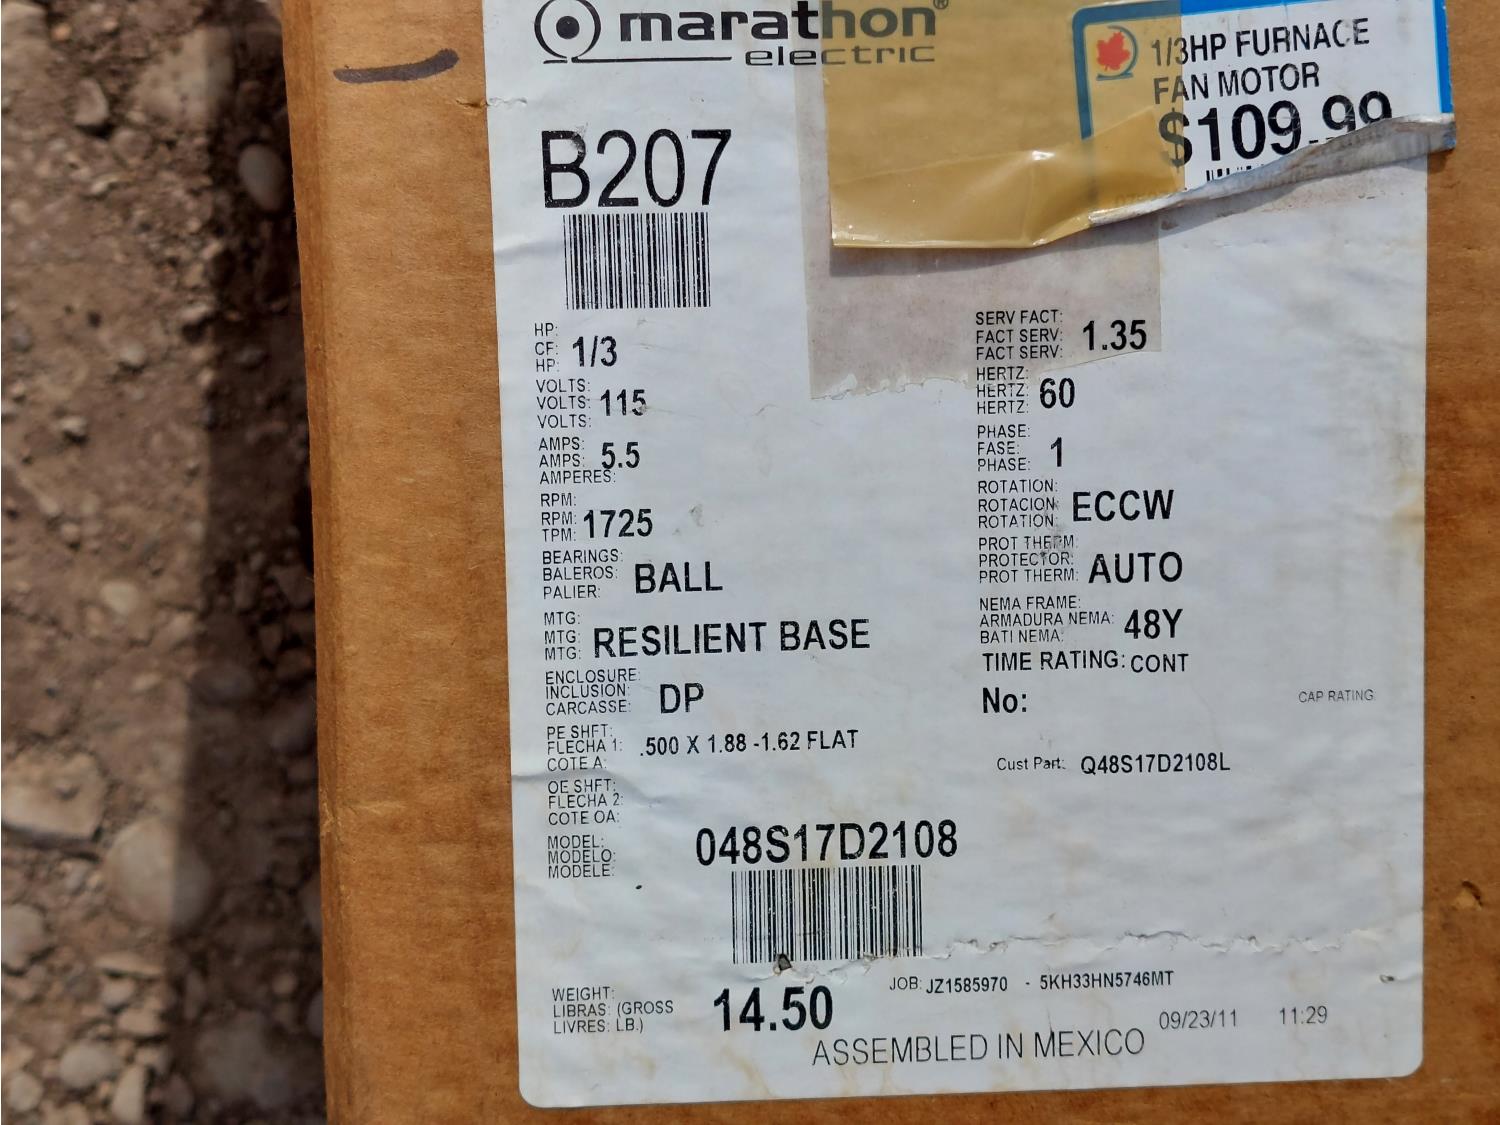 marathon®
electric
1/3HP FURNACE
FAN MOTOR
$109.99
B207
HP:
CF: 1/3
HP:
VOLTS:
VOLTS: 115
VOLTS:
AMPS:
AMPS: 5.5
AMPERES:
RPM:
RPM: 1725
TPM:
BEARINGS:
BALEROS: BALL
PALIER:
MTG:
MTG: RESILIENT BASE
MTG:
ENCLOSURE:
INCLUSION: DP
CARCASSE:
PE SHFT:
FLECHA 1: .500 X 1.88 -1.62 FLAT
COTE A:
OE SHFT:
FLECHA 2:
COTE OA:
MODEL:
MODELO: 048S17D2108
MODELE:
SERV FACT:
FACT SERV: 1.35
FACT SERV:
HERTZ:
HERTZ: 60
HERTZ:
PHASE:
FASE: 1
PHASE:
ROTATION:
ROTACION: ECCW
ROTATION:
PROT THERM:
PROTECTOR: AUTO
PROT THERM:
NEMA FRAME:
ARMADURA NEMA: 48Y
BATI NEMA:
TIME RATING: CONT
No:
CAP RATING:
Cust Part: Q48S17D2108L
WEIGHT:
LIBRAS: (GROSS 14.50
LIVRES: LB.)
JOB: JZ1585970 - 5KH33HN5746MT
ASSEMBLED IN MEXICO 09/23/11 11:29